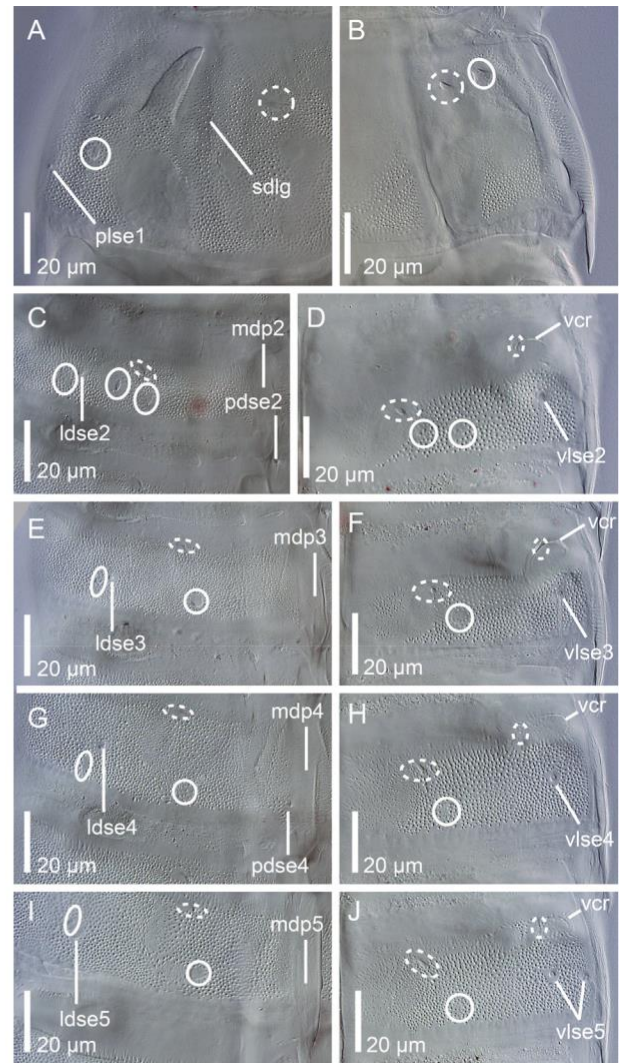 A
sdlg
plse1
20 µm
B
20 µm
C
mdp2
ldse2
pdse2
20 µm
D
vcr
vlse2
20 µm
E
mdp3
ldse3
20 µm
F
vcr
vlse3
20 µm
G
mdp4
ldse4
pdse4
20 µm
H
vcr
vlse4
20 µm
I
mdp5
ldse5
20 µm
J
vcr
vlse5
20 µm